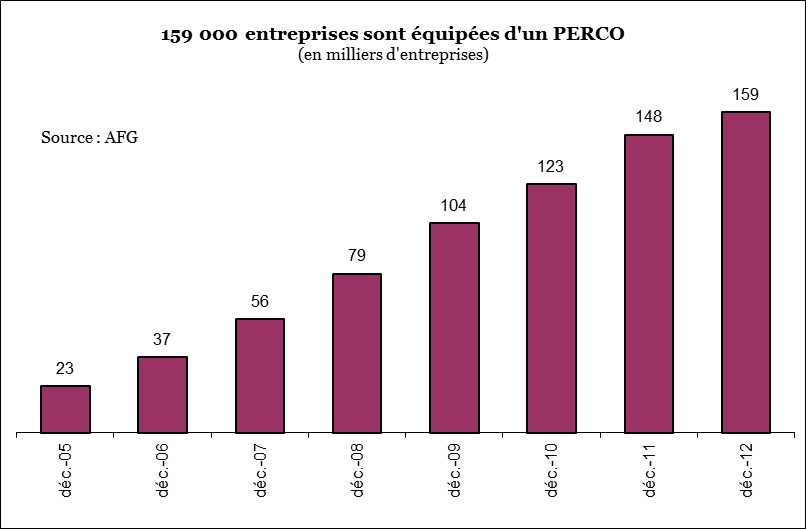 159 000 entreprises sont équipées d'un PERCO
(en milliers d'entreprises)
Source : AFG
23
37
56
79
104
123
148
159
déc.-05
déc.-06
déc.-07
déc.-08
déc.-09
déc.-10
déc.-11
déc.-12